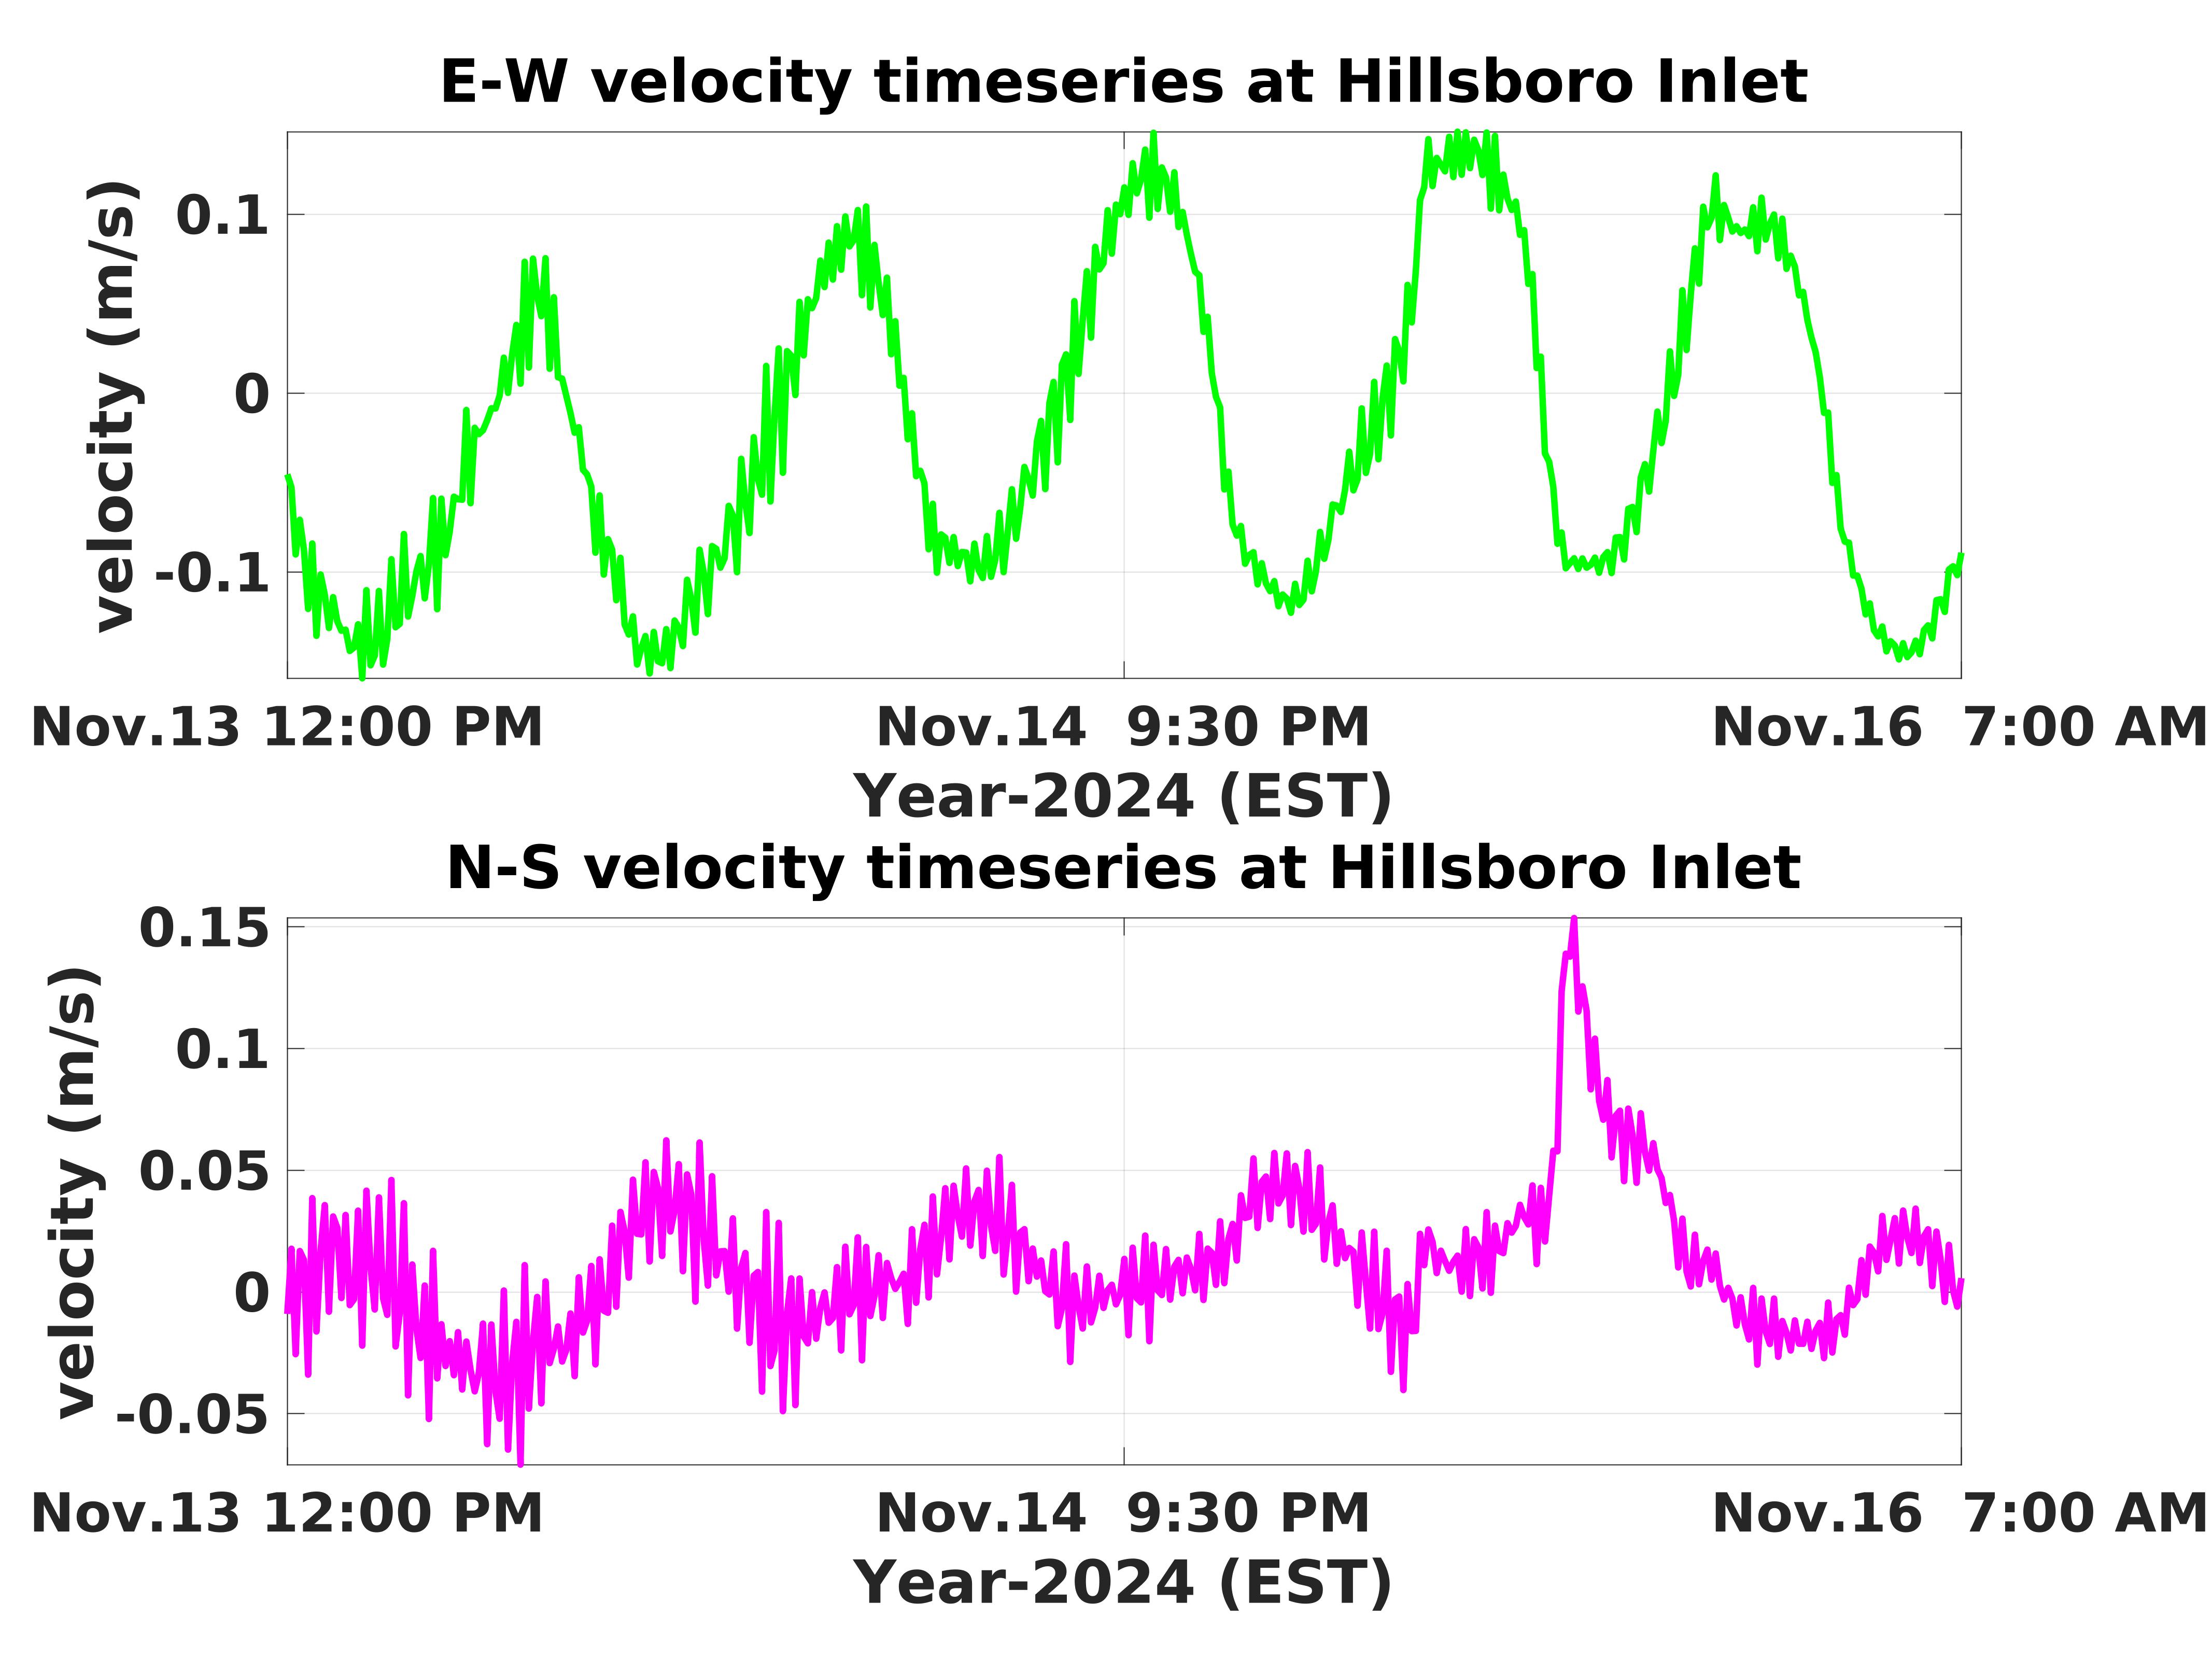 E-W velocity timeseries at Hillsboro Inlet
velocity (m/s)
0.1
0
-0.1
Nov.13 12:00 PM Nov.14  9:30 PM Nov.16  7:00 AM
Year-2024 (EST)
N-S velocity timeseries at Hillsboro Inlet
velocity (m/s)
0.15
0.1
0.05
0
-0.05
Nov.13 12:00 PM Nov.14  9:30 PM Nov.16  7:00 AM
Year-2024 (EST)